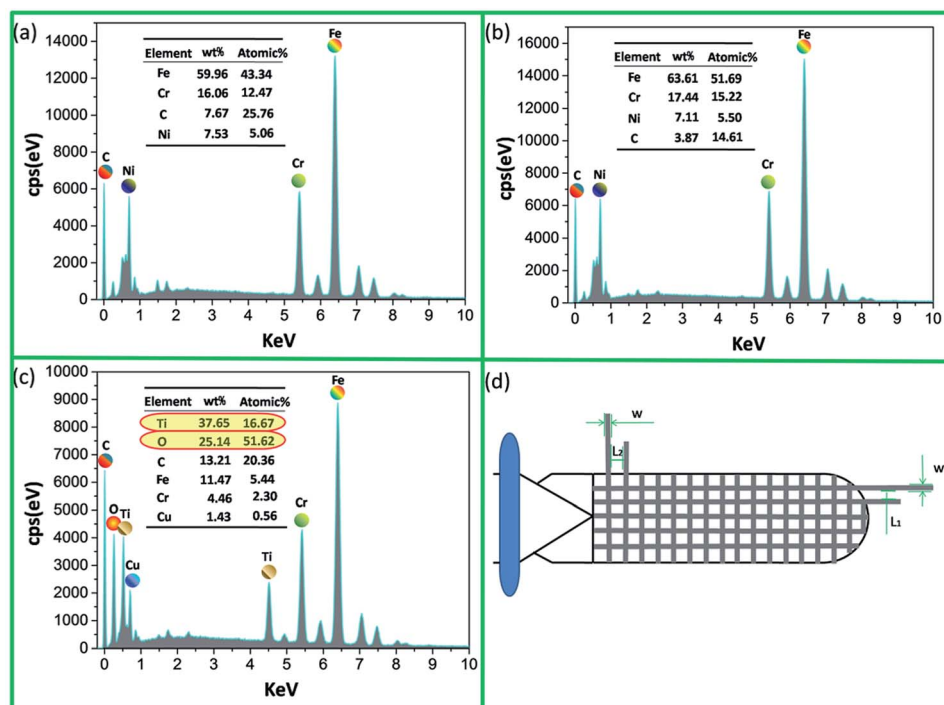 (a)
Element wt% Atomic%
Fe 59.96 43.34
Cr 16.06 12.47
C 7.67 25.76
Ni 7.53 5.06
Fe
C
Ni
Cr
cps(eV)
14000
12000
10000
8000
6000
4000
2000
0
0 1 2 3 4 5 6 7 8 9 10
KeV
(b)
Element wt% Atomic%
Fe 63.61 51.69
Cr 17.44 15.22
Ni 7.11 5.50
C 3.87 14.61
Fe
C
Ni
Cr
cps(eV)
16000
14000
12000
10000
8000
6000
4000
2000
0
0 1 2 3 4 5 6 7 8 9 10
KeV
(c)
Element wt% Atomic%
Ti 37.65 16.67
O 25.14 51.62
C 13.21 20.36
Fe 11.47 5.44
Cr 4.46 2.30
Cu 1.43 0.56
Fe
C
O Ti
Cu
Ti
Cr
cps(eV)
10000
9000
8000
7000
6000
5000
4000
3000
2000
1000
0
0 1 2 3 4 5 6 7 8 9 10
KeV
(d)
w
L2
w
L1